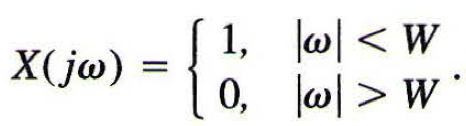 X(jω) = { 1, |ω| < W
0, |ω| > W .